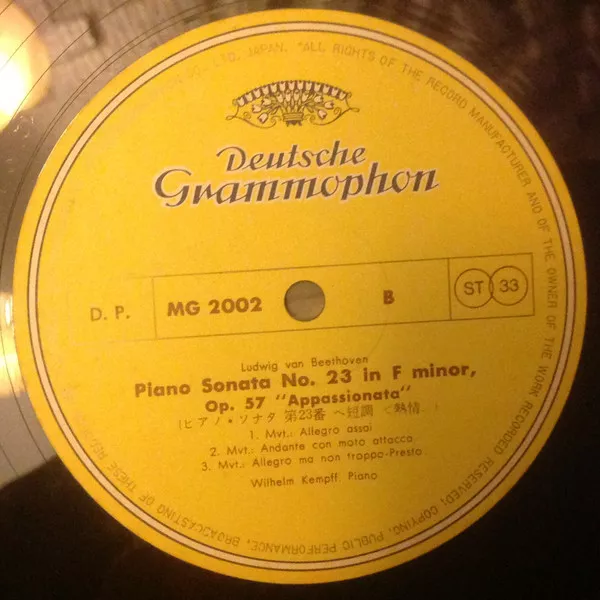 CO., LTD., JAPAN. "ALL RIGHTS OF THE RECORD MANUFACTURER AND OF THE OWNER OF THE WORK RECORDED RESERVED; COPYING, PUBLIC PERFORMANCE, BROADCASTING OF THESE
Deutsche
Grammophon
D. P. MG 2002 B ST 33
Ludwig van Beethoven
Piano Sonata No. 23 in F minor,
Op. 57 "Appassionata"
(ピアノ・ソナタ 第23番 ヘ短調 <熱情
1. Mvt.: Allegro assai
2. Mvt.: Andante con moto attacca
3. Mvt.: Allegro ma non troppo-Presto
Wilhelm Kempff Piano